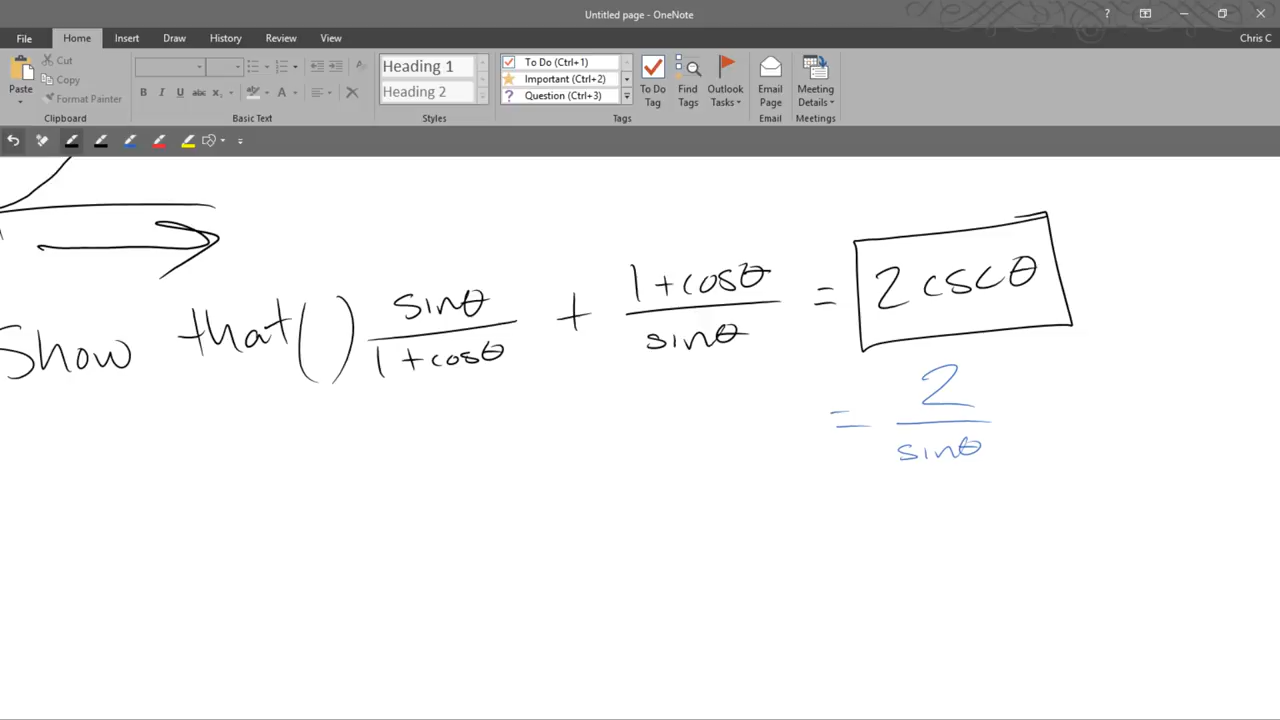 Untitled page - OneNote
File Home Insert Draw History Review View Chris C
Paste Cut Copy Format Painter
B I U abc x₂ A
Heading 1
Heading 2
To Do (Ctrl+1)
Important (Ctrl+2)
Question (Ctrl+3)
To Do Tag
Find Tags
Outlook Tasks
Email Page
Meeting Details
Clipboard Basic Text Styles Tags Email Meetings
Show that ( ) sinθ/(1+cosθ) + (1+cosθ)/sinθ = 2cscθ
= 2/sinθ